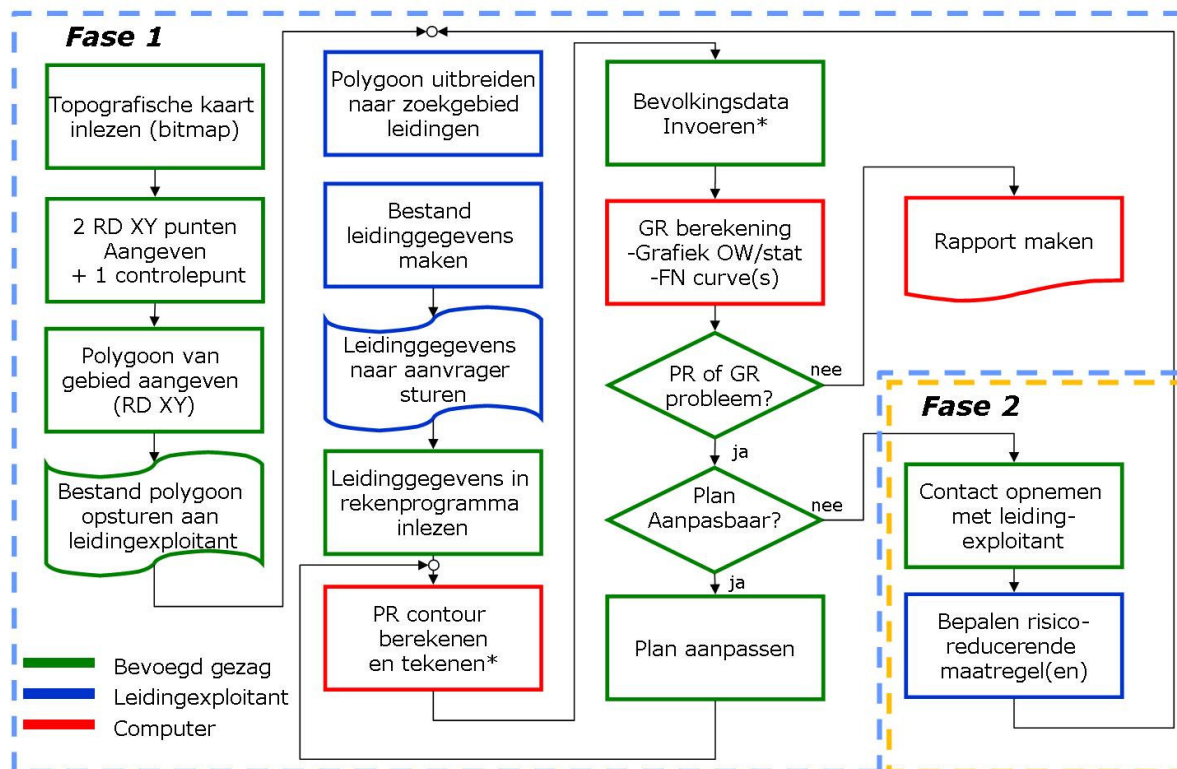 Fase 1
Topografische kaart
inlezen (bitmap)
2 RD XY punten
Aangeven
+ 1 controlepunt
Polygoon van
gebied aangeven
(RD XY)
Bestand polygoon
opsturen aan
leidingexploitant
Polygoon uitbreiden
naar zoekgebied
leidingen
Bestand
leidinggegevens
maken
Leidinggegevens
naar aanvrager
sturen
Leidinggegevens in
rekenprogramma
inlezen
PR contour
berekenen
en tekenen*
Bevolkingsdata
Invoeren*
GR berekening
-Grafiek OW/stat
-FN curve(s)
PR of GR
probleem?
nee
ja
Plan
Aanpasbaar?
nee
ja
Plan aanpassen
Rapport maken
Fase 2
Contact opnemen
met leiding-
exploitant
Bepalen risico-
reducerende
maatregel(en)
Bevoegd gezag
Leidingexploitant
Computer